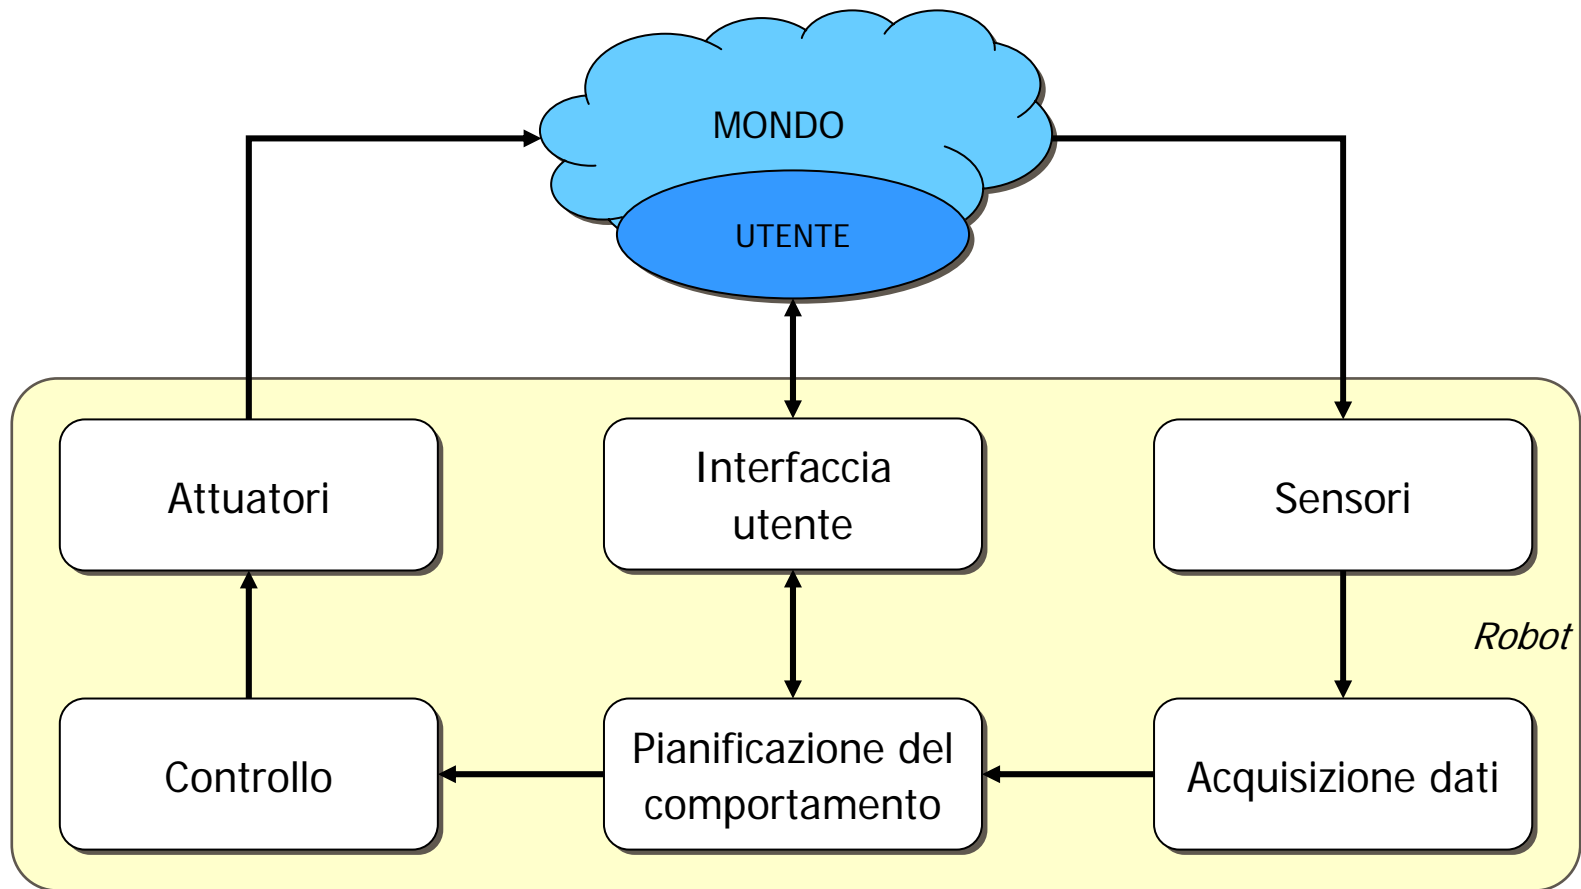 MONDO
UTENTE
Attuatori
Interfaccia
utente
Sensori
Robot
Controllo
Pianificazione del
comportamento
Acquisizione dati